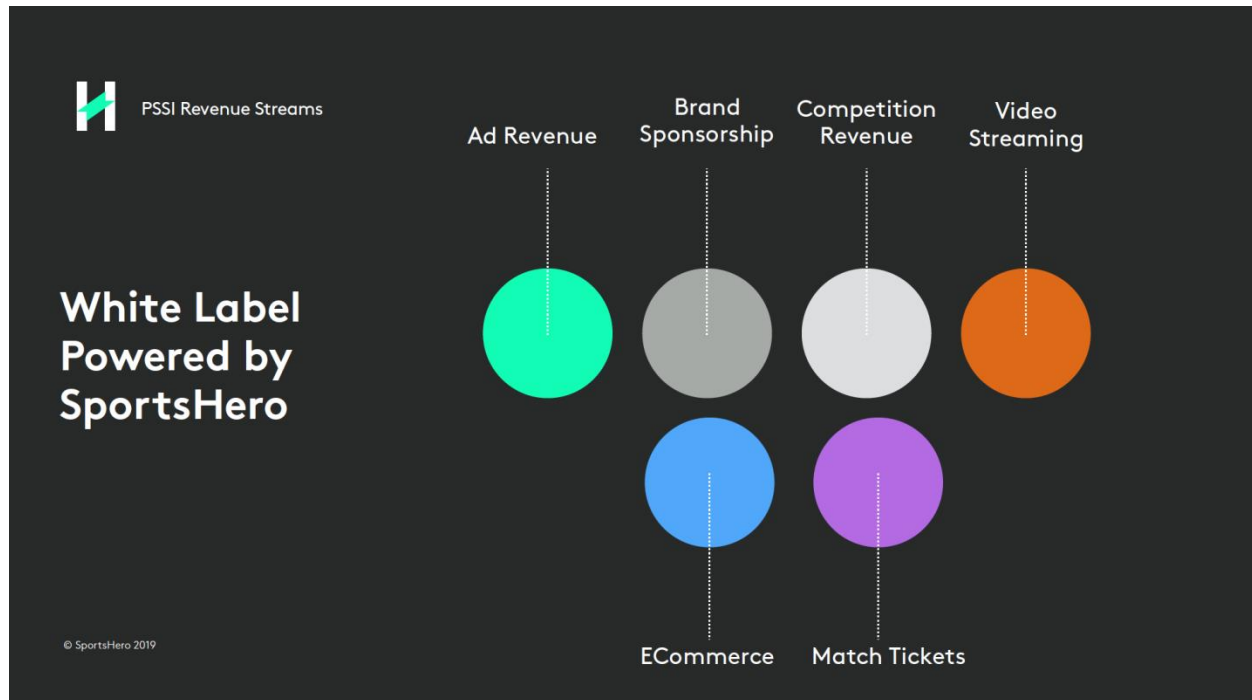 PSSI Revenue Streams
Ad Revenue
Brand
Sponsorship
Competition
Revenue
Video
Streaming
White Label
Powered by
SportsHero
ECommerce
Match Tickets
© SportsHero 2019